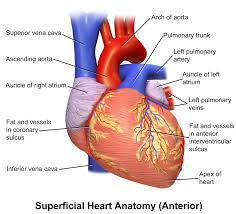 Arch of aorta
Superior vena cava
Pulmonary trunk
Ascending aorta
Left pulmonary
artery
Auricle of right atrium
Auricle of left
atrium
Left pulmonary
veins
Fat and vessels
in coronary
sulcus
Fat and vessels
in anterior
interventricular
sulcus
Inferior vena cava
Apex of
heart
Superficial Heart Anatomy (Anterior)